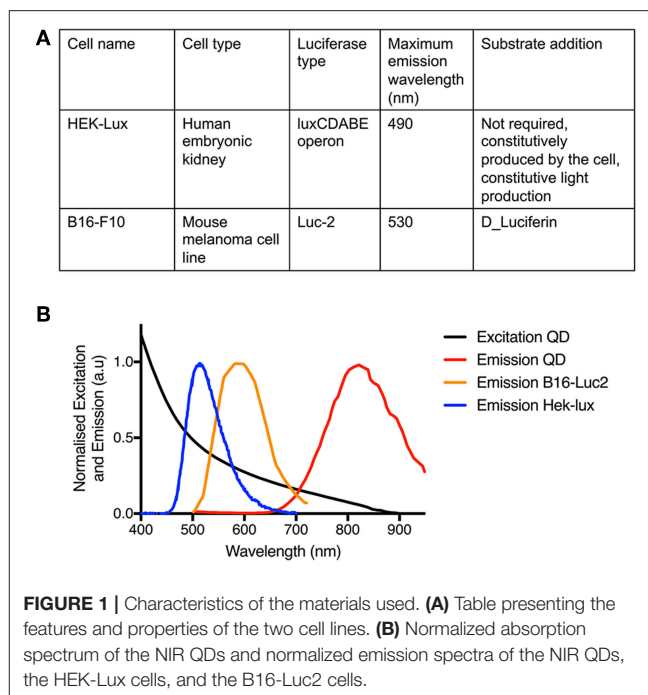 A
Cell name
Cell type
Luciferase
type
Maximum
emission
wavelength
(nm)
Substrate addition
HEK-Lux
Human
embryonic
kidney
luxCDABE
operon
490
Not required,
constitutively
produced by the cell,
constitutive light
production
B16-F10
Mouse
melanoma cell
line
Luc-2
530
D_Luciferin
B
Normalised Excitation
and Emission (a.u)
1.0
0.5
0.0
400 500 600 700 800 900
Wavelength (nm)
Excitation QD
Emission QD
Emission B16-Luc2
Emission Hek-lux
FIGURE 1 | Characteristics of the materials used. (A) Table presenting the
features and properties of the two cell lines. (B) Normalized absorption
spectrum of the NIR QDs and normalized emission spectra of the NIR QDs,
the HEK-Lux cells, and the B16-Luc2 cells.